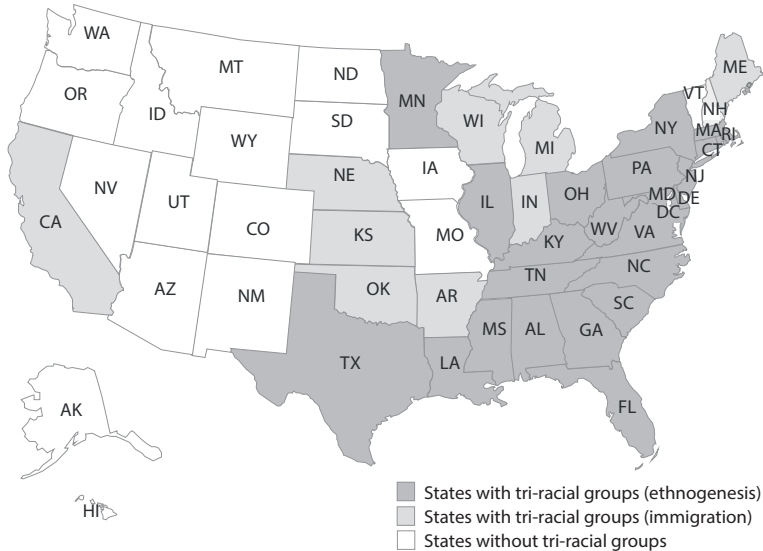 WA
MT
ND
MN
ME
OR
ID
SD
WI
VT
NH
WY
MI
NY
MA
RI
CT
IA
NE
PA
NJ
NV
UT
IL
IN
OH
MD
DE
CA
CO
WV
DC
KS
MO
KY
VA
TN
NC
OK
AR
AZ
NM
SC
MS
AL
GA
TX
LA
FL
AK
HI
States with tri-racial groups (ethnogenesis)
States with tri-racial groups (immigration)
States without tri-racial groups